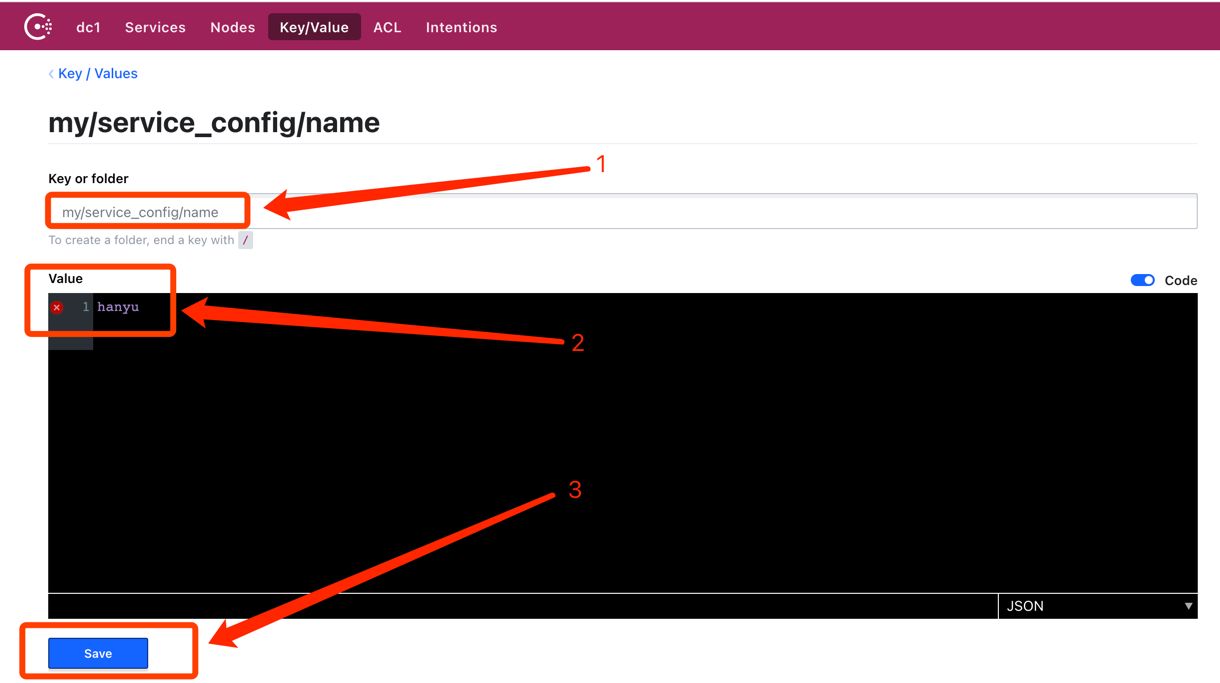 dc1 Services Nodes Key/Value ACL Intentions
‹ Key / Values
my/service_config/name
1
Key or folder
my/service_config/name
To create a folder, end a key with /
Value
Code
1 hanyu
2
3
JSON
Save